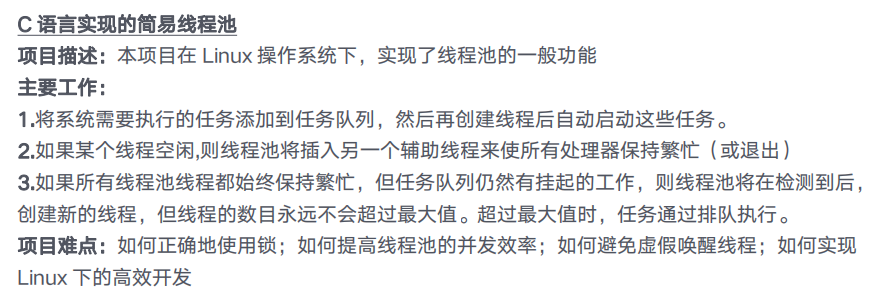 C 语言实现的简易线程池
项目描述：本项目在 Linux 操作系统下，实现了线程池的一般功能
主要工作：
1.将系统需要执行的任务添加到任务队列，然后再创建线程后自动启动这些任务。
2.如果某个线程空闲,则线程池将插入另一个辅助线程来使所有处理器保持繁忙（或退出）
3.如果所有线程池线程都始终保持繁忙，但任务队列仍然有挂起的工作，则线程池将在检测到后，
创建新的线程，但线程的数目永远不会超过最大值。超过最大值时，任务通过排队执行。
项目难点：如何正确地使用锁；如何提高线程池的并发效率；如何避免虚假唤醒线程；如何实现
Linux 下的高效开发